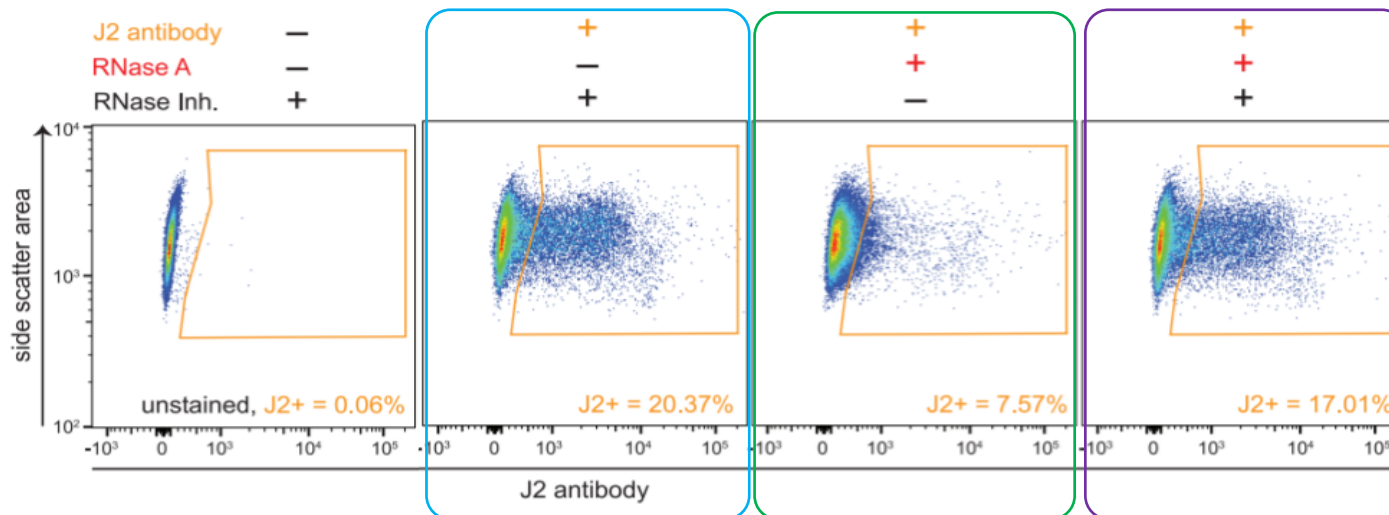 J2 antibody − + + +
RNase A − − + +
RNase Inh. + + − +
side scatter area
10⁴
10³
10²
unstained, J2+ = 0.06%
J2+ = 20.37%
J2+ = 7.57%
J2+ = 17.01%
-10³ 0 10³ 10⁴ 10⁵
-10³ 0 10³ 10⁴ 10⁵
-10³ 0 10³ 10⁴ 10⁵
-10³ 0 10³ 10⁴ 10⁵
J2 antibody